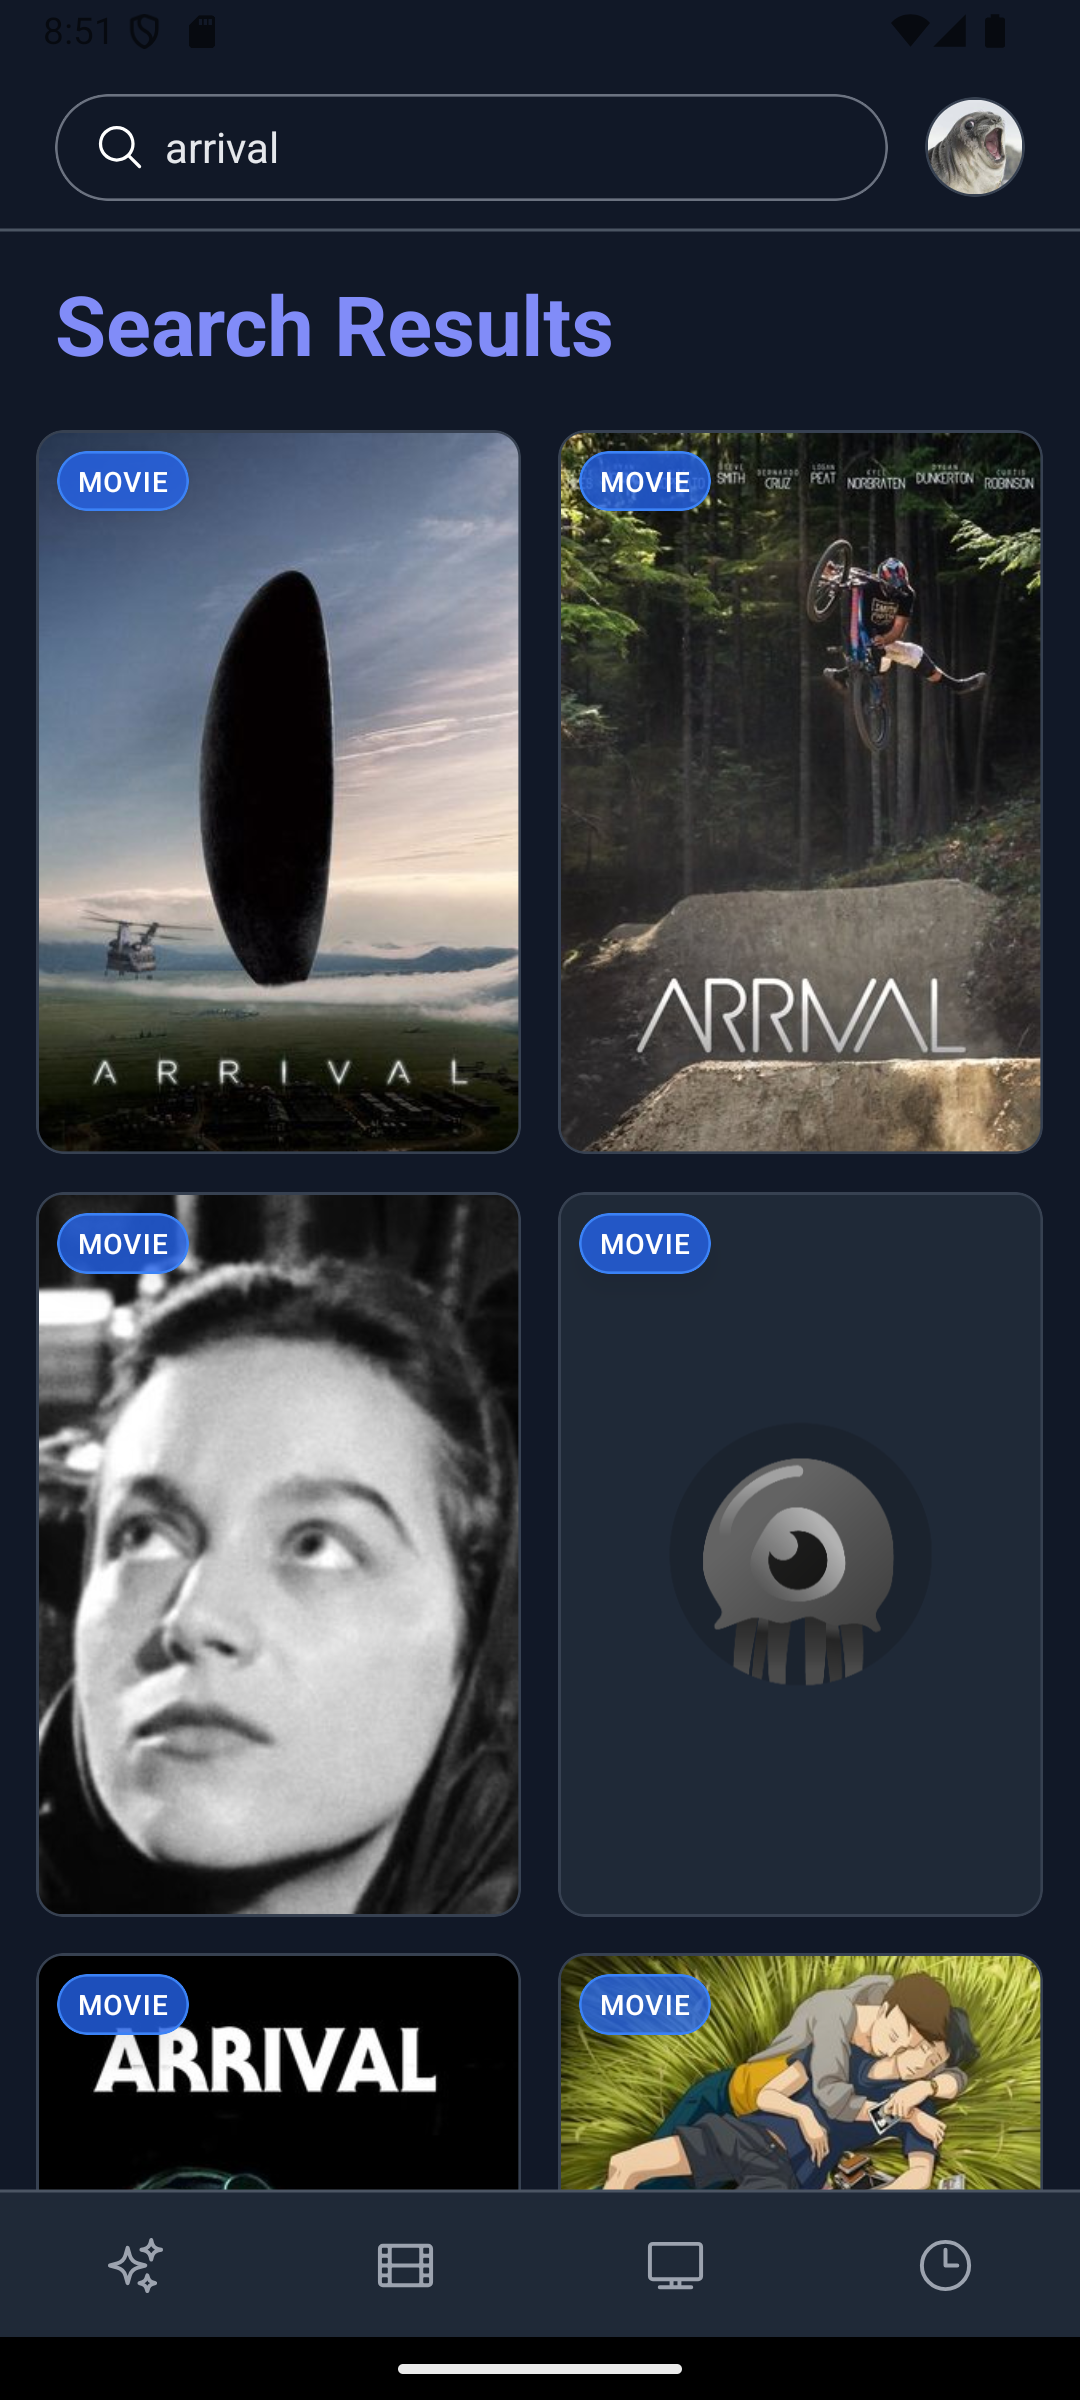 8:51
arrival
Search Results
MOVIE
ARRIVAL
MOVIE
SMITH
BERNARDO CRUZ
LOGAN PEAT
KYLE NORBRATEN
DYLAN DUNKERTON
CURTIS ROBINSON
ARRIVAL
MOVIE
MOVIE
MOVIE
ARRIVAL
MOVIE